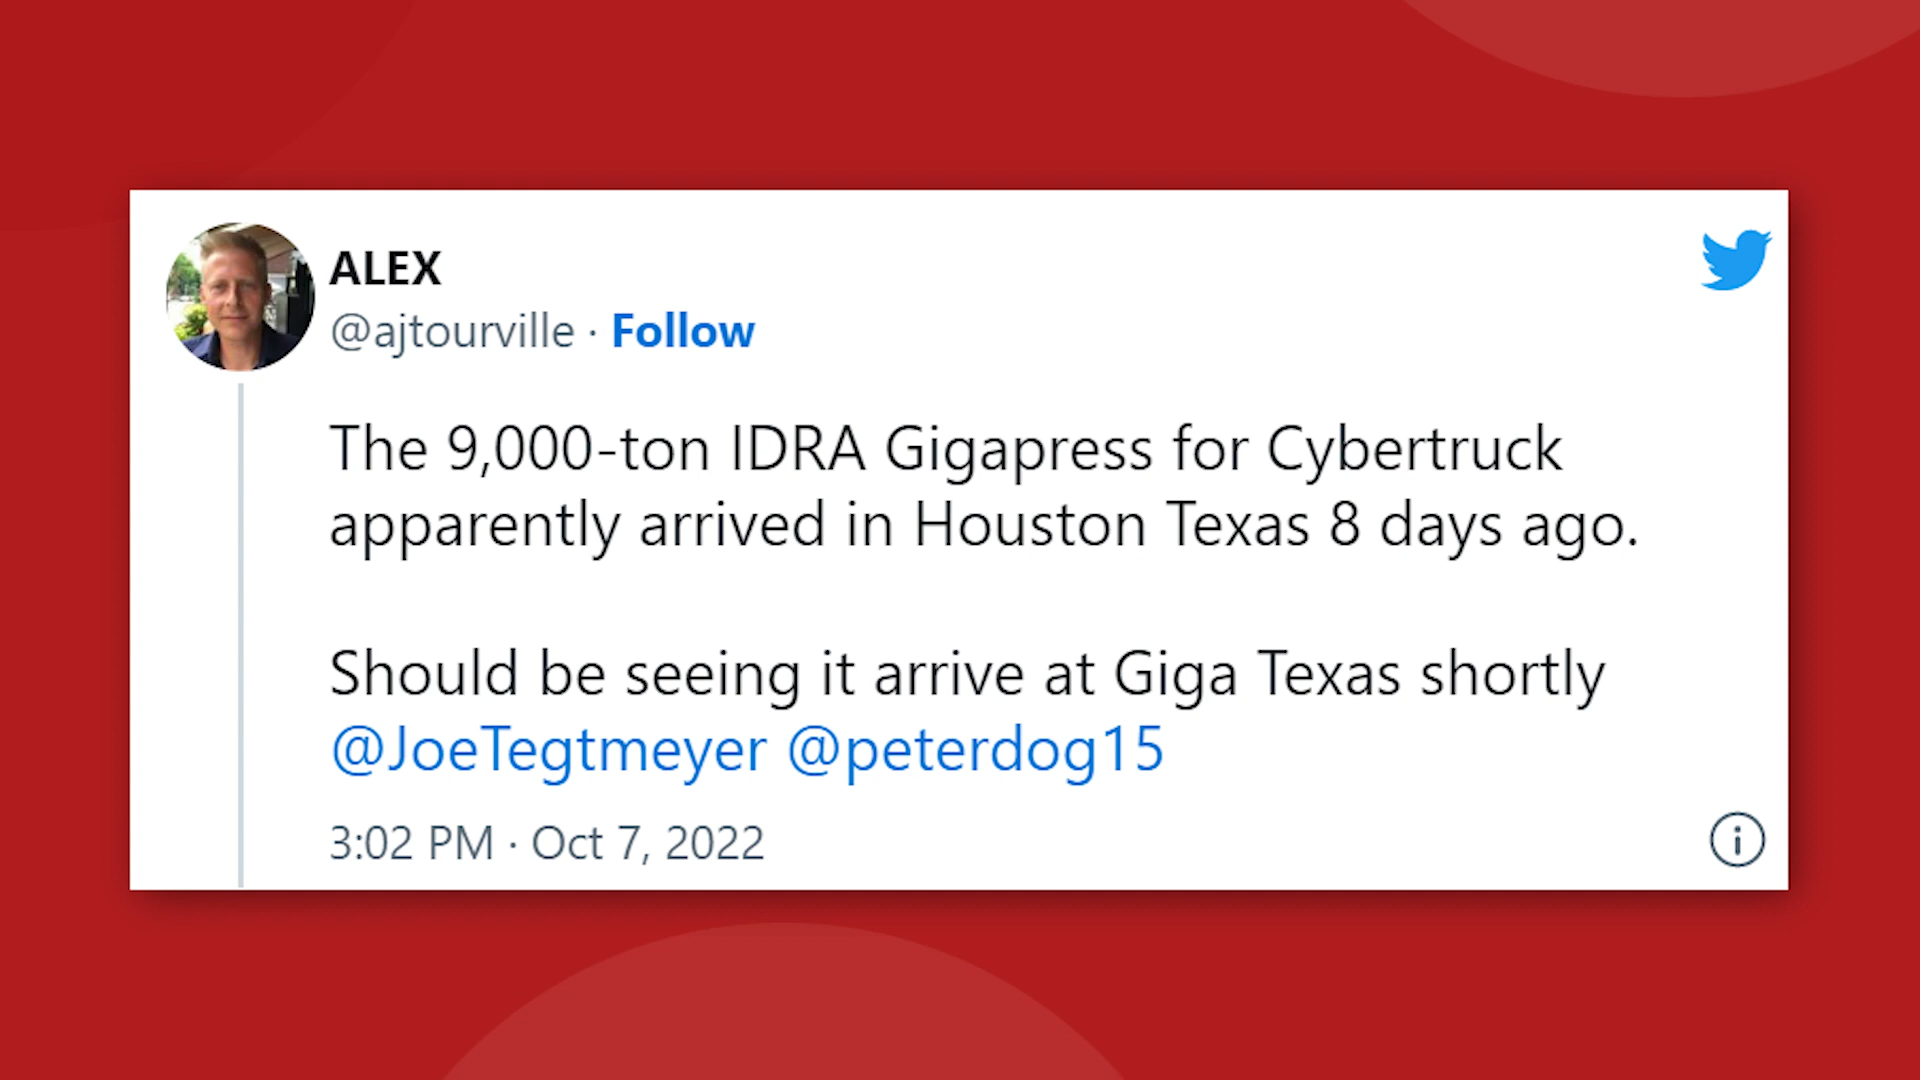 ALEX
@ajtourville · Follow
The 9,000-ton IDRA Gigapress for Cybertruck
apparently arrived in Houston Texas 8 days ago.
Should be seeing it arrive at Giga Texas shortly
@JoeTegtmeyer @peterdog15
3:02 PM · Oct 7, 2022